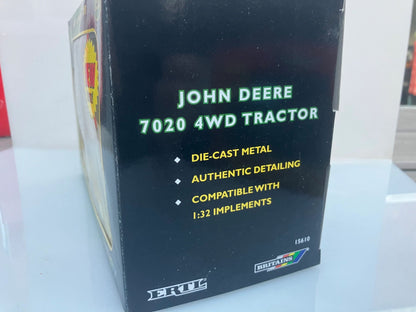 JOHN DEERE
7020 4WD TRACTOR
DIE-CAST METAL
AUTHENTIC DETAILING
COMPATIBLE WITH
1:32 IMPLEMENTS
15610
ERTL
BRITAINS